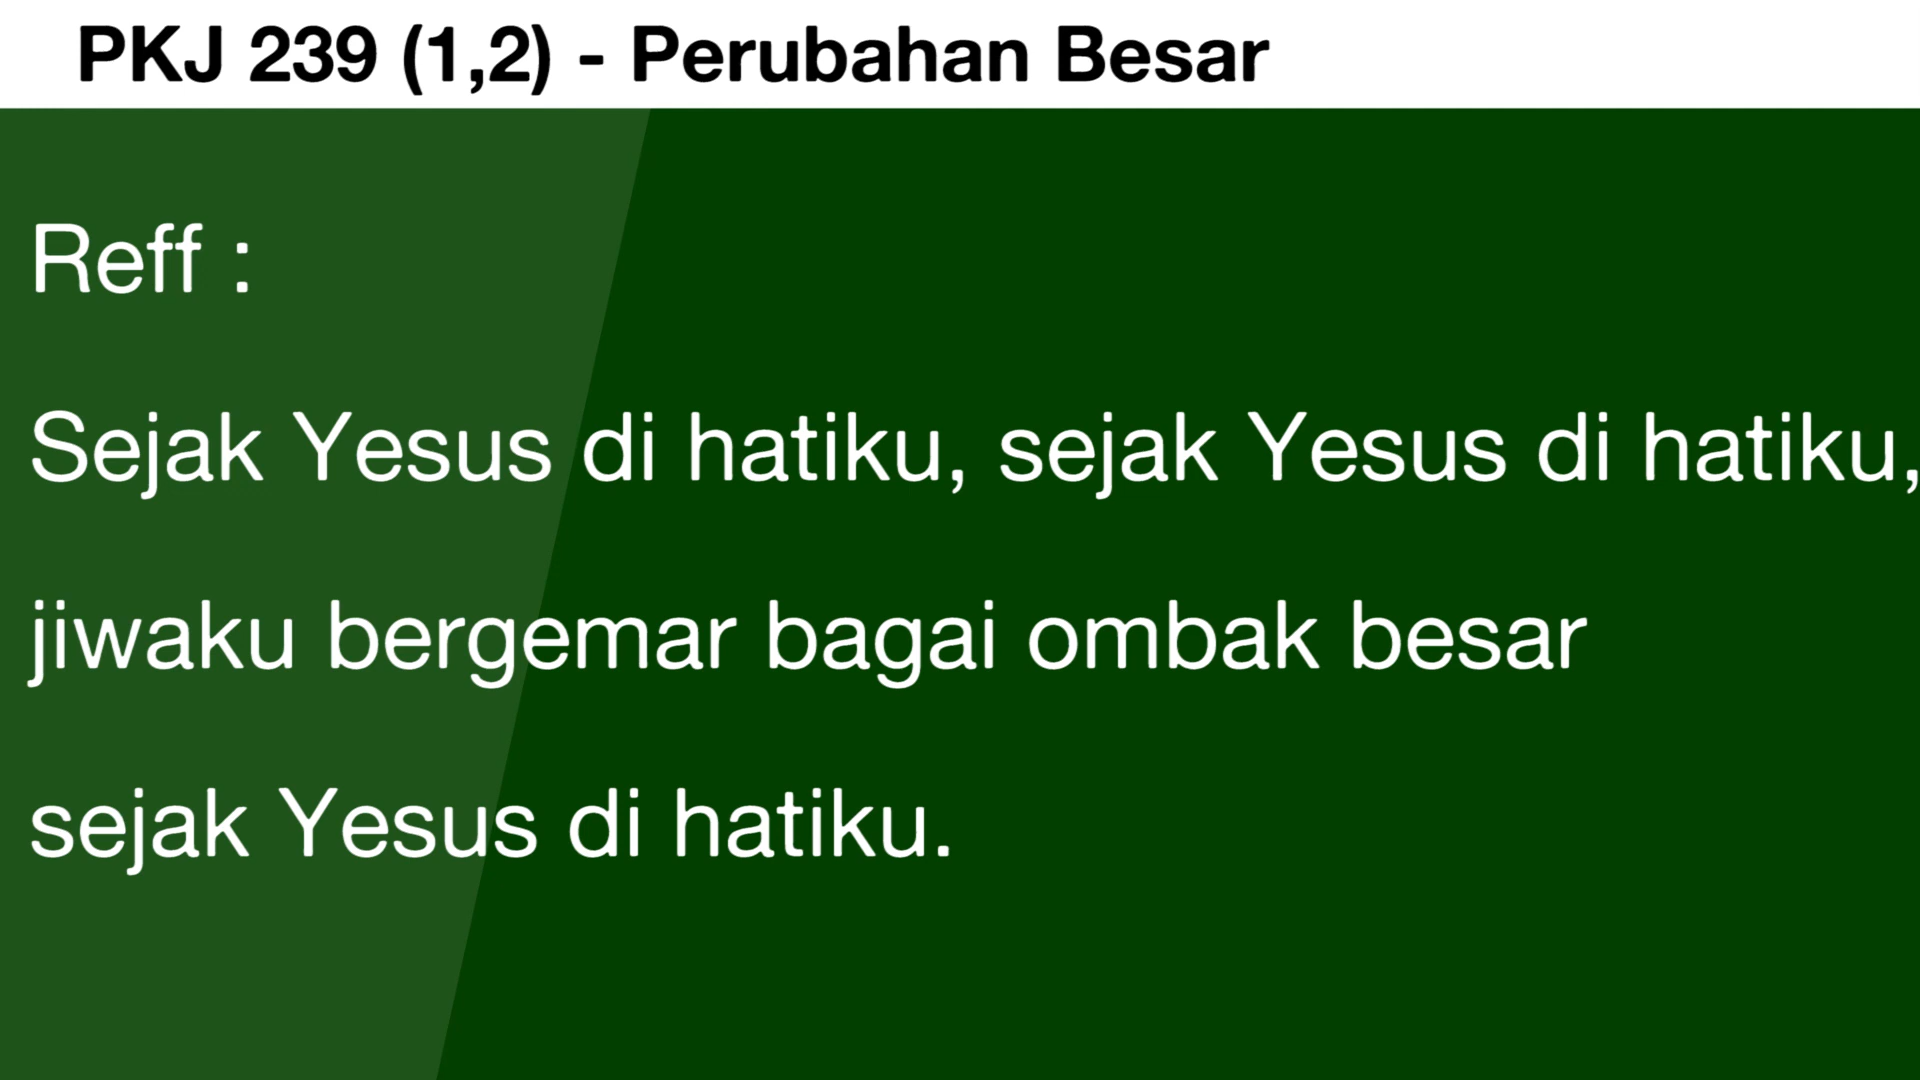 PKJ 239 (1,2) - Perubahan Besar
Reff :
Sejak Yesus di hatiku, sejak Yesus di hatiku,
jiwaku bergemar bagai ombak besar
sejak Yesus di hatiku.